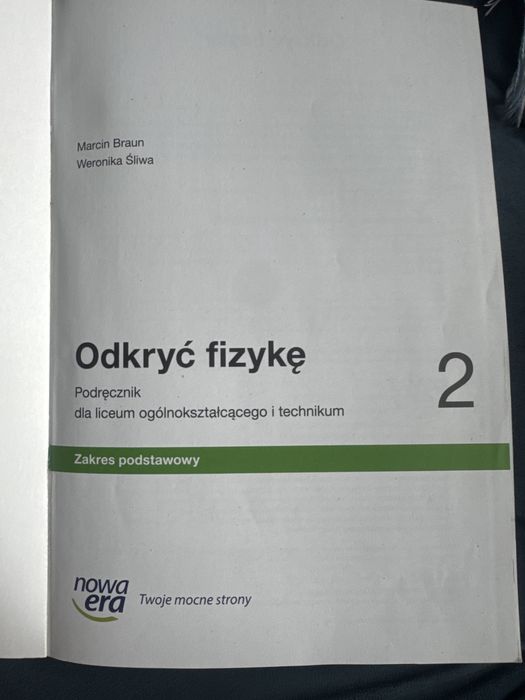 Marcin Braun
Weronika Śliwa
Odkryć fizykę
2
Podręcznik
dla liceum ogólnokształcącego i technikum
Zakres podstawowy
nowa
era
Twoje mocne strony